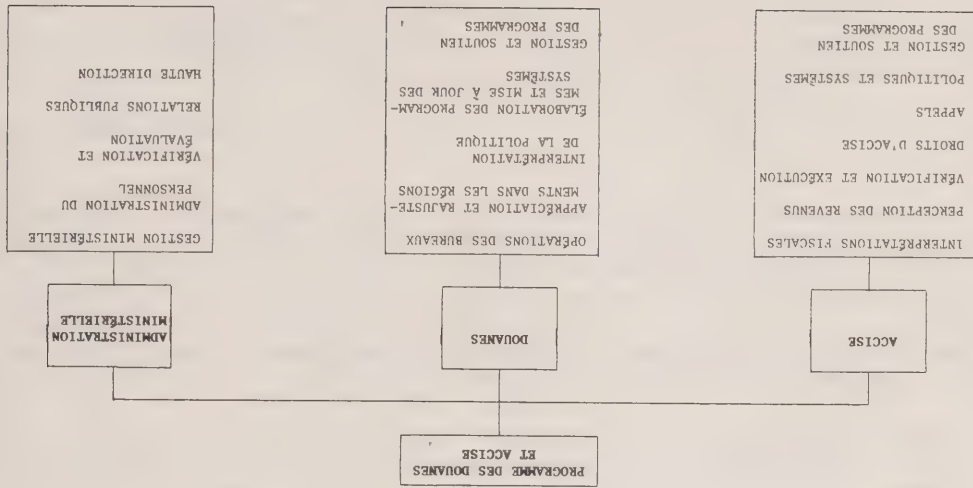 PROGRAMME DES DOUANES
ET ACCISE
ACCISE
INTERPRÉTATIONS FISCALES
PERCEPTION DES REVENUS
VÉRIFICATION ET EXÉCUTION
DROITS D'ACCISE
APPELS
POLITIQUES ET SYSTÈMES
GESTION ET SOUTIEN
DES PROGRAMMES
DOUANES
OPÉRATIONS DES BUREAUX
APPRÉCIATION ET RAJUSTE-
MENTS DANS LES RÉGIONS
INTERPRÉTATION
DE LA POLITIQUE
ÉLABORATION DES PROGRAM-
MES ET MISE À JOUR DES
SYSTÈMES
GESTION ET SOUTIEN
DES PROGRAMMES
ADMINISTRATION
MINISTÉRIELLE
GESTION MINISTÉRIELLE
ADMINISTRATION DU
PERSONNEL
VÉRIFICATION ET
ÉVALUATION
RELATIONS PUBLIQUES
HAUTE DIRECTION